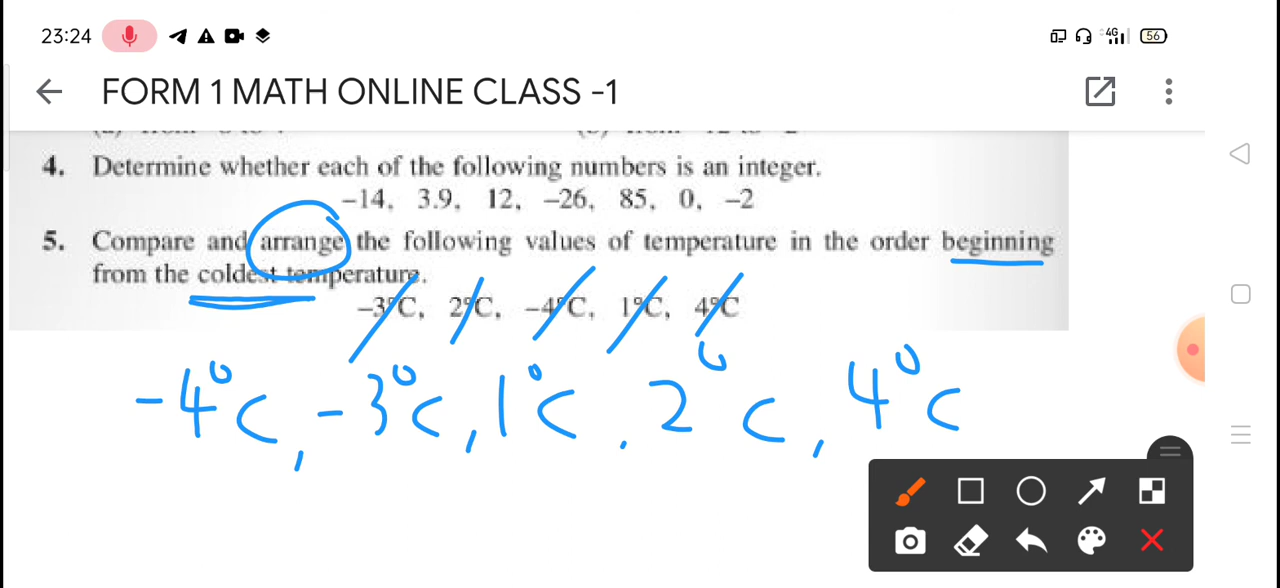 23:24 4G 56
FORM 1 MATH ONLINE CLASS -1
4. Determine whether each of the following numbers is an integer.
−14, 3.9, 12, −26, 85, 0, −2
5. Compare and arrange the following values of temperature in the order beginning
from the coldest temperature.
−3°C, 2°C, −4°C, 1°C, 4°C
-4°C, -3°C, 1°C, 2°C, 4°C